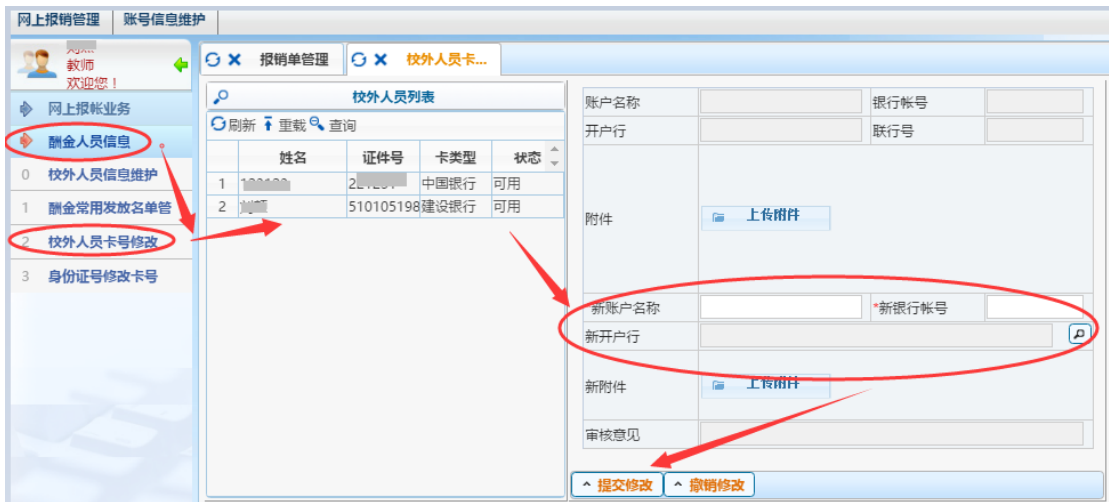 网上报销管理 账号信息维护
教师
欢迎您！
网上报帐业务
酬金人员信息
0 校外人员信息维护
1 酬金常用发放名单管
2 校外人员卡号修改
3 身份证号修改卡号
报销单管理 校外人员卡...
校外人员列表
刷新 重载 查询
姓名 证件号 卡类型 状态
1 中国银行 可用
2 510105198 建设银行 可用
账户名称 银行帐号
开户行 联行号
附件 上传附件
新账户名称 *新银行帐号
新开户行
新附件 上传附件
审核意见
提交修改 撤销修改